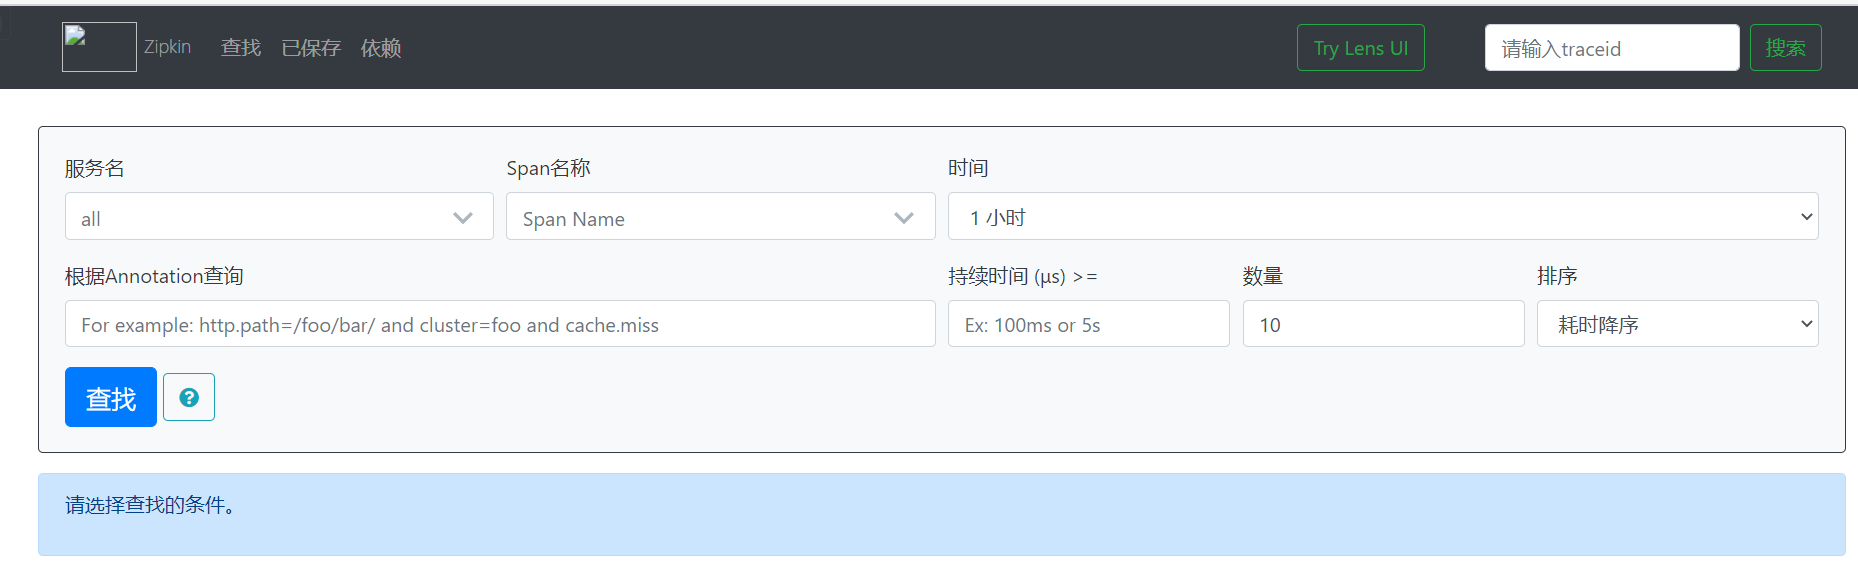 Zipkin 查找 已保存 依赖 Try Lens UI 请输入traceid 搜索
服务名 Span名称 时间
all Span Name 1 小时
根据Annotation查询 持续时间 (μs) >= 数量 排序
For example: http.path=/foo/bar/ and cluster=foo and cache.miss Ex: 100ms or 5s 10 耗时降序
查找 ?
请选择查找的条件。